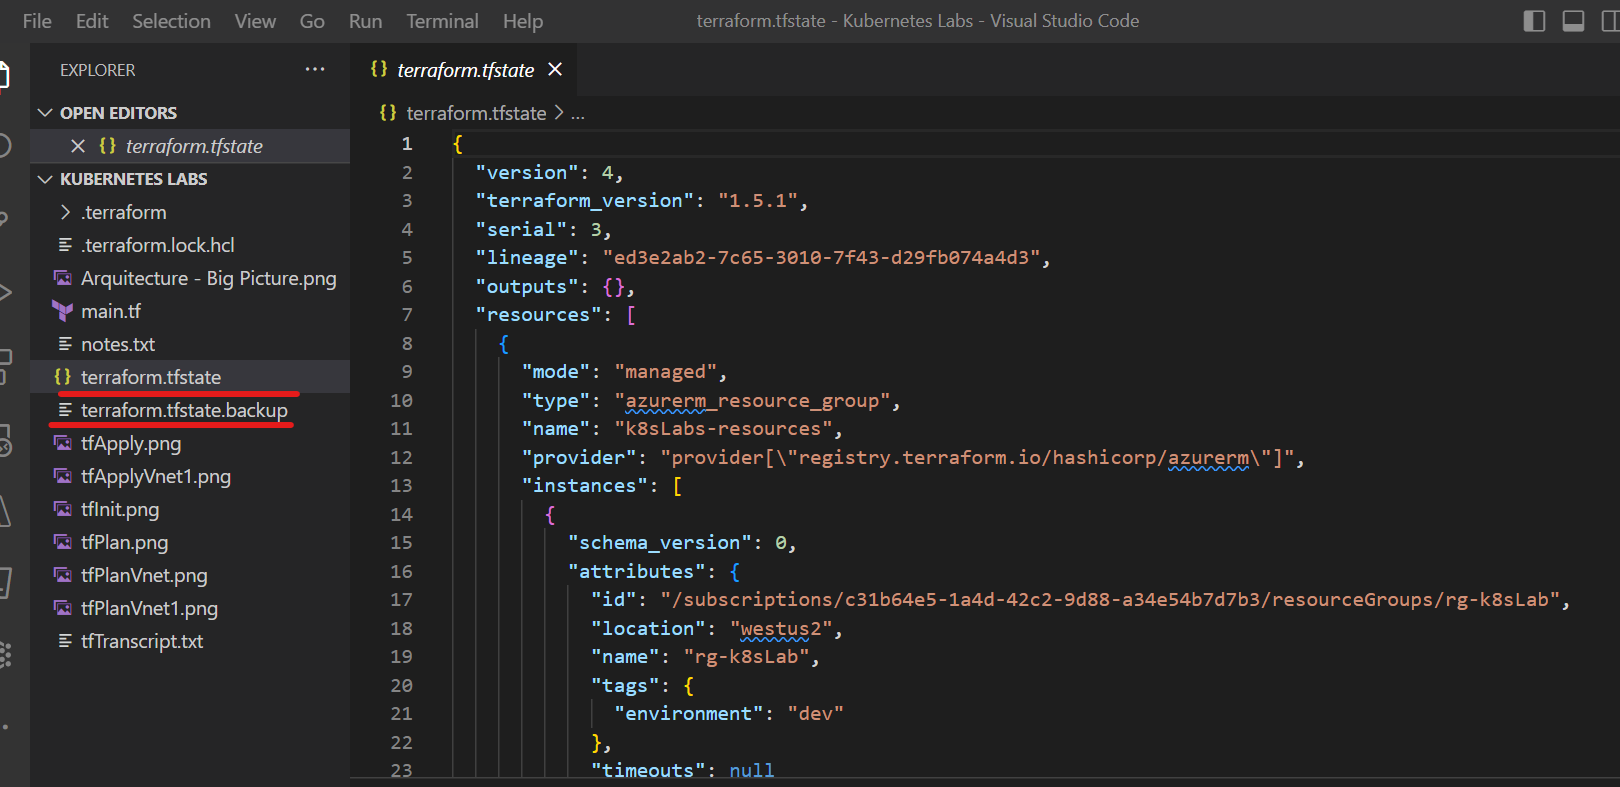 File Edit Selection View Go Run Terminal Help terraform.tfstate - Kubernetes Labs - Visual Studio Code
EXPLORER ...
OPEN EDITORS
{} terraform.tfstate
KUBERNETES LABS
.terraform
.terraform.lock.hcl
Arquitecture - Big Picture.png
main.tf
notes.txt
{} terraform.tfstate
terraform.tfstate.backup
tfApply.png
tfApplyVnet1.png
tfInit.png
tfPlan.png
tfPlanVnet.png
tfPlanVnet1.png
tfTranscript.txt
{} terraform.tfstate
{} terraform.tfstate > ...
1 {
2 "version": 4,
3 "terraform_version": "1.5.1",
4 "serial": 3,
5 "lineage": "ed3e2ab2-7c65-3010-7f43-d29fb074a4d3",
6 "outputs": {},
7 "resources": [
8 {
9 "mode": "managed",
10 "type": "azurerm_resource_group",
11 "name": "k8sLabs-resources",
12 "provider": "provider[\"registry.terraform.io/hashicorp/azurerm\"]",
13 "instances": [
14 {
15 "schema_version": 0,
16 "attributes": {
17 "id": "/subscriptions/c31b64e5-1a4d-42c2-9d88-a34e54b7d7b3/resourceGroups/rg-k8sLab",
18 "location": "westus2",
19 "name": "rg-k8sLab",
20 "tags": {
21 "environment": "dev"
22 },
23 "timeouts": null